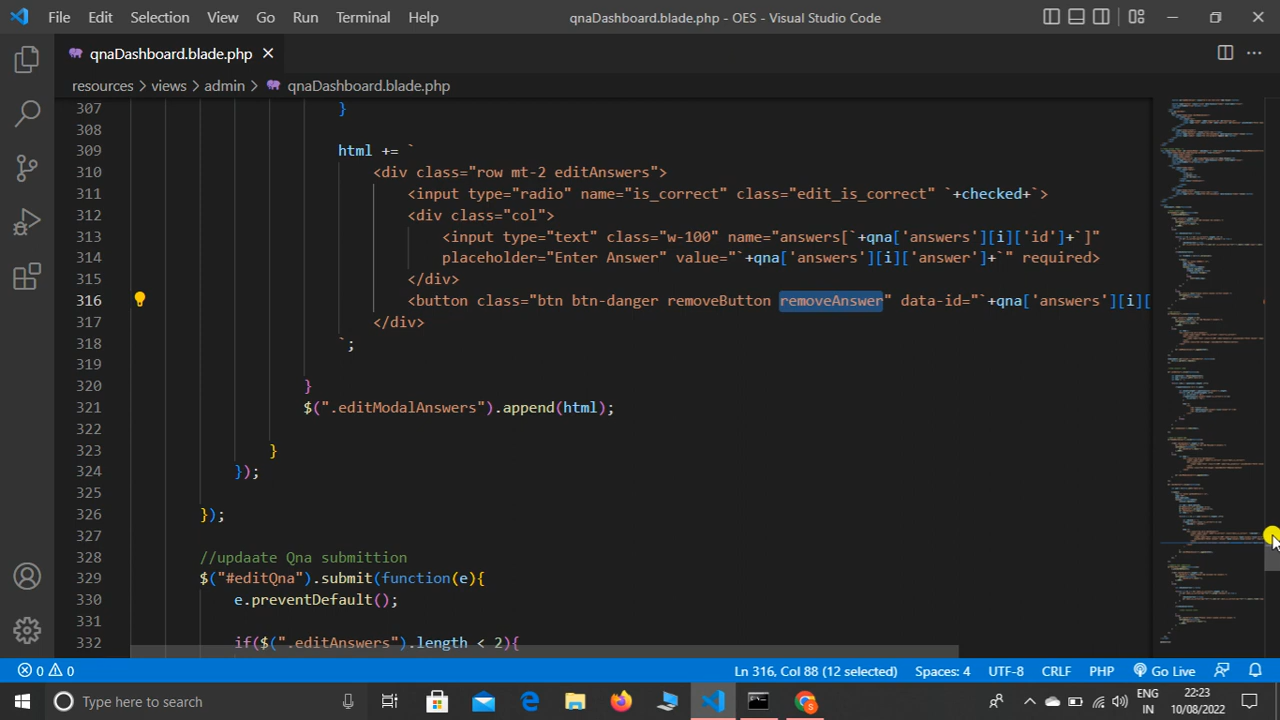 File Edit Selection View Go Run Terminal Help
qnaDashboard.blade.php - OES - Visual Studio Code
qnaDashboard.blade.php
resources > views > admin > qnaDashboard.blade.php
307 }
308
309 html += `
310 <div class="row mt-2 editAnswers">
311 <input type="radio" name="is_correct" class="edit_is_correct" `+checked+`>
312 <div class="col">
313 <input type="text" class="w-100" name="answers[`+qna['answers'][i]['id']+`]"
314 placeholder="Enter Answer" value="`+qna['answers'][i]['answer']+`" required>
315 </div>
316 <button class="btn btn-danger removeButton removeAnswer" data-id="`+qna['answers'][i][
317 </div>
318 `;
319
320 }
321 $(".editModalAnswers").append(html);
322
323 }
324 });
325
326 });
327
328 //updaate Qna submittion
329 $("#editQna").submit(function(e){
330 e.preventDefault();
331
332 if($(".editAnswers").length < 2){
0 0 Ln 316, Col 88 (12 selected) Spaces: 4 UTF-8 CRLF PHP Go Live
Type here to search
ENG IN
22:23
10/08/2022